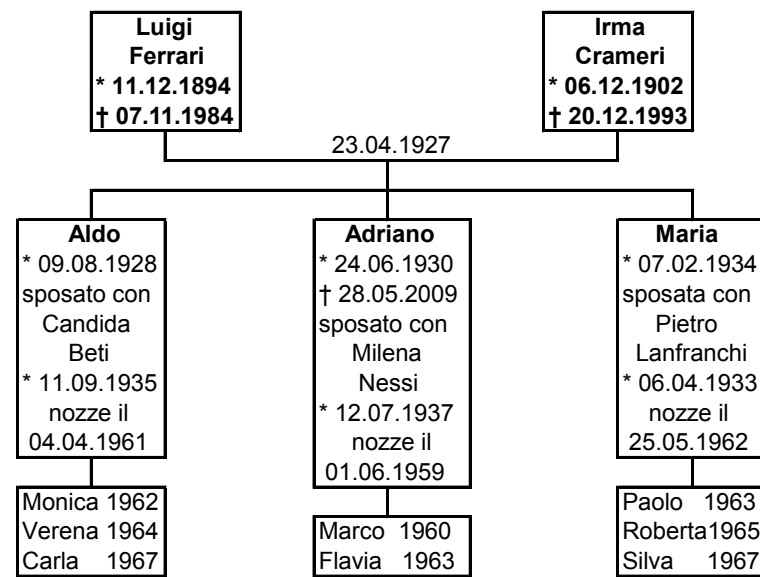 Luigi
Ferrari
* 11.12.1894
† 07.11.1984
Irma
Crameri
* 06.12.1902
† 20.12.1993
23.04.1927
Aldo
* 09.08.1928
sposato con
Candida
Beti
* 11.09.1935
nozze il
04.04.1961
Adriano
* 24.06.1930
† 28.05.2009
sposato con
Milena
Nessi
* 12.07.1937
nozze il
01.06.1959
Maria
* 07.02.1934
sposata con
Pietro
Lanfranchi
* 06.04.1933
nozze il
25.05.1962
Monica 1962
Verena 1964
Carla 1967
Marco 1960
Flavia 1963
Paolo 1963
Roberta1965
Silva 1967